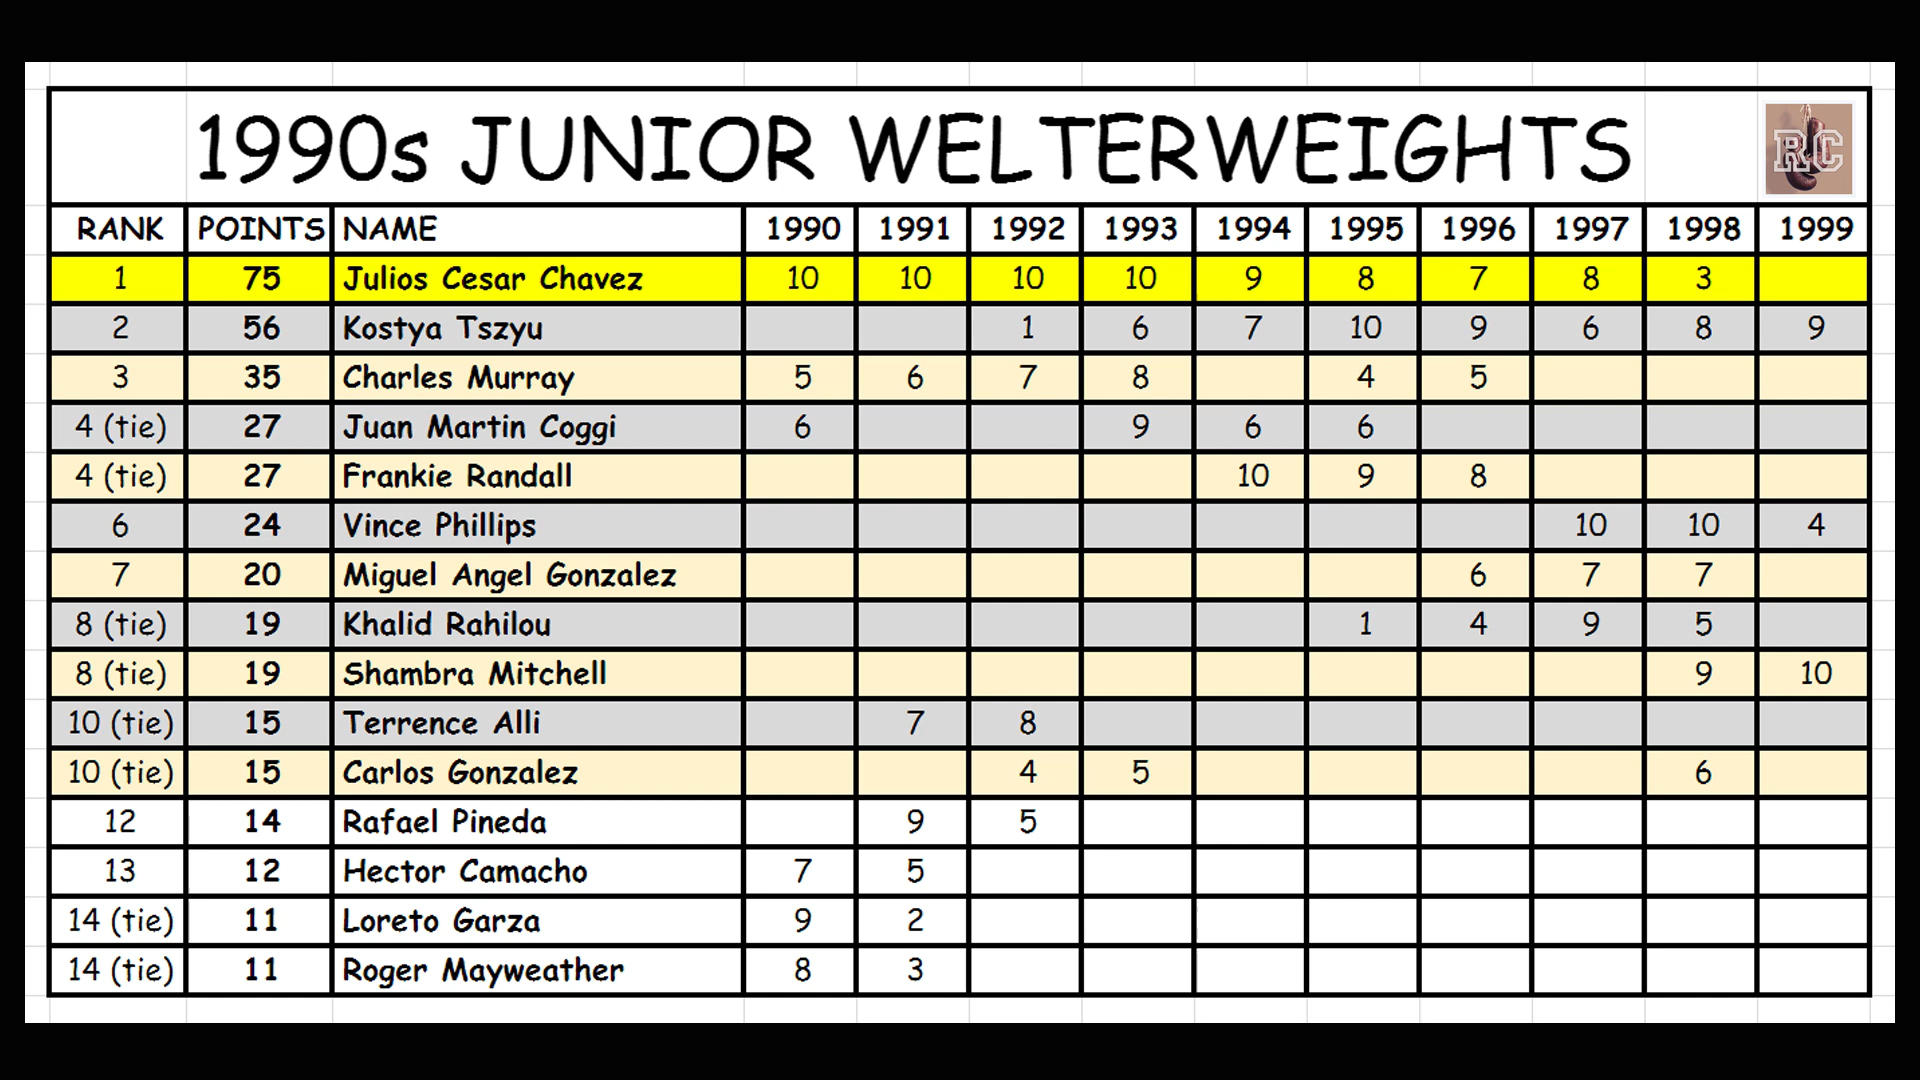 1990s JUNIOR WELTERWEIGHTS RC
RANK POINTS NAME 1990 1991 1992 1993 1994 1995 1996 1997 1998 1999
1 75 Julios Cesar Chavez 10 10 10 10 9 8 7 8 3
2 56 Kostya Tszyu 1 6 7 10 9 6 8 9
3 35 Charles Murray 5 6 7 8 4 5
4 (tie) 27 Juan Martin Coggi 6 9 6 6
4 (tie) 27 Frankie Randall 10 9 8
6 24 Vince Phillips 10 10 4
7 20 Miguel Angel Gonzalez 6 7 7
8 (tie) 19 Khalid Rahilou 1 4 9 5
8 (tie) 19 Shambra Mitchell 9 10
10 (tie) 15 Terrence Alli 7 8
10 (tie) 15 Carlos Gonzalez 4 5 6
12 14 Rafael Pineda 9 5
13 12 Hector Camacho 7 5
14 (tie) 11 Loreto Garza 9 2
14 (tie) 11 Roger Mayweather 8 3